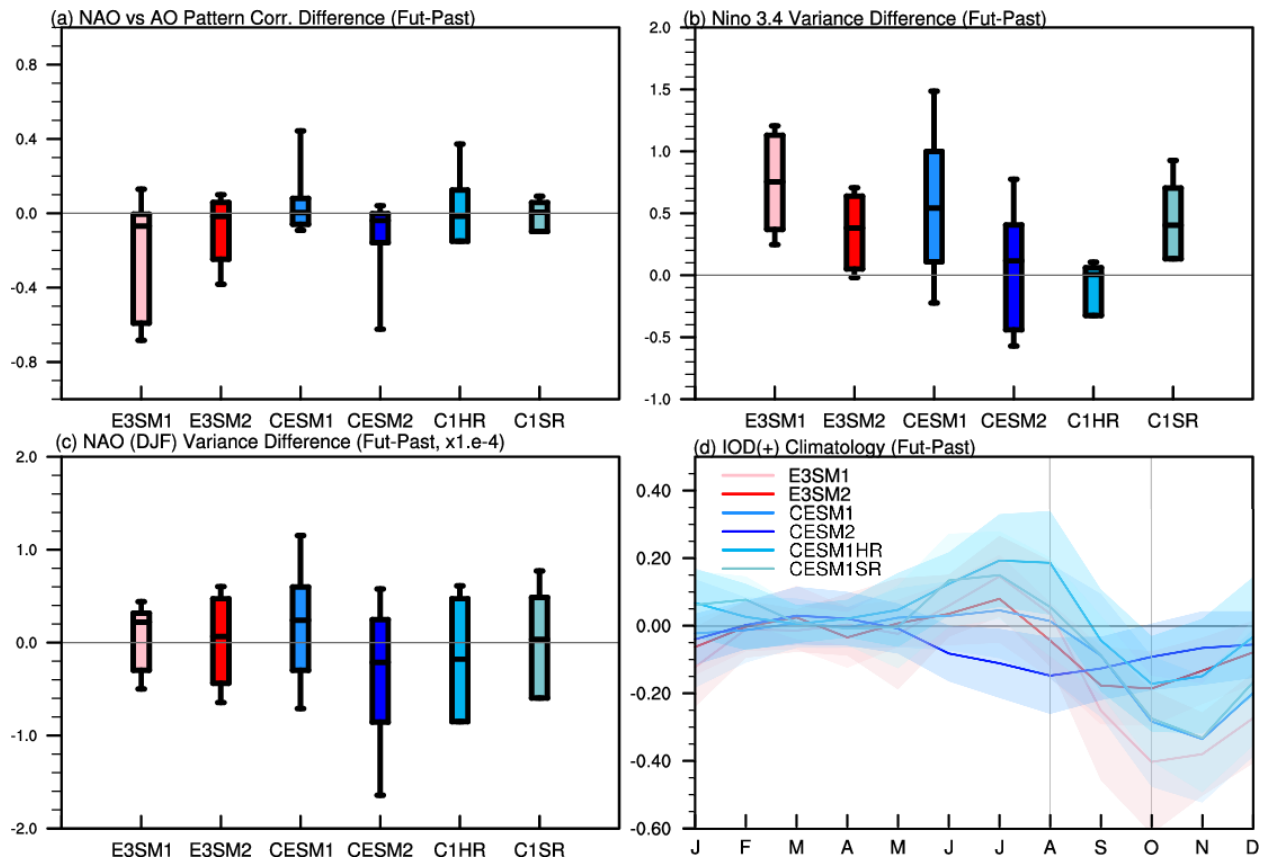 (a) NAO vs AO Pattern Corr. Difference (Fut-Past)
0.8
0.4
0.0
-0.4
-0.8
E3SM1 E3SM2 CESM1 CESM2 C1HR C1SR
(b) Nino 3.4 Variance Difference (Fut-Past)
2.0
1.5
1.0
0.5
0.0
-0.5
-1.0
E3SM1 E3SM2 CESM1 CESM2 C1HR C1SR
(c) NAO (DJF) Variance Difference (Fut-Past, x1.e-4)
2.0
1.0
0.0
-1.0
-2.0
E3SM1 E3SM2 CESM1 CESM2 C1HR C1SR
(d) IOD(+) Climatology (Fut-Past)
E3SM1
E3SM2
CESM1
CESM2
CESM1HR
CESM1SR
0.40
0.20
0.00
-0.20
-0.40
-0.60
J F M A M J J A S O N D